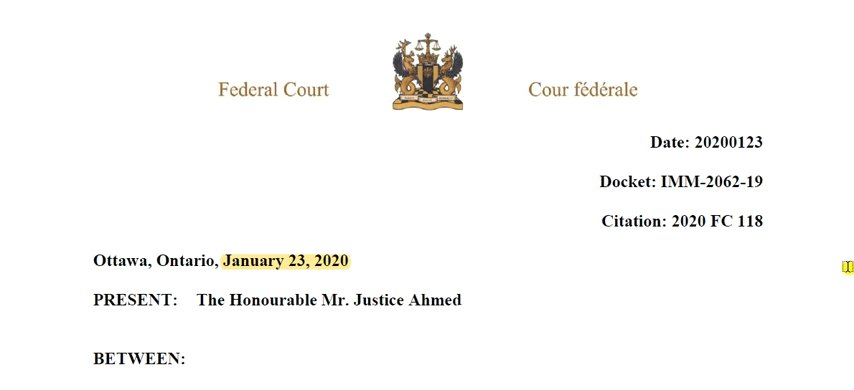 Federal Court
Cour fédérale
Date: 20200123
Docket: IMM-2062-19
Citation: 2020 FC 118
Ottawa, Ontario, January 23, 2020
PRESENT: The Honourable Mr. Justice Ahmed
BETWEEN: